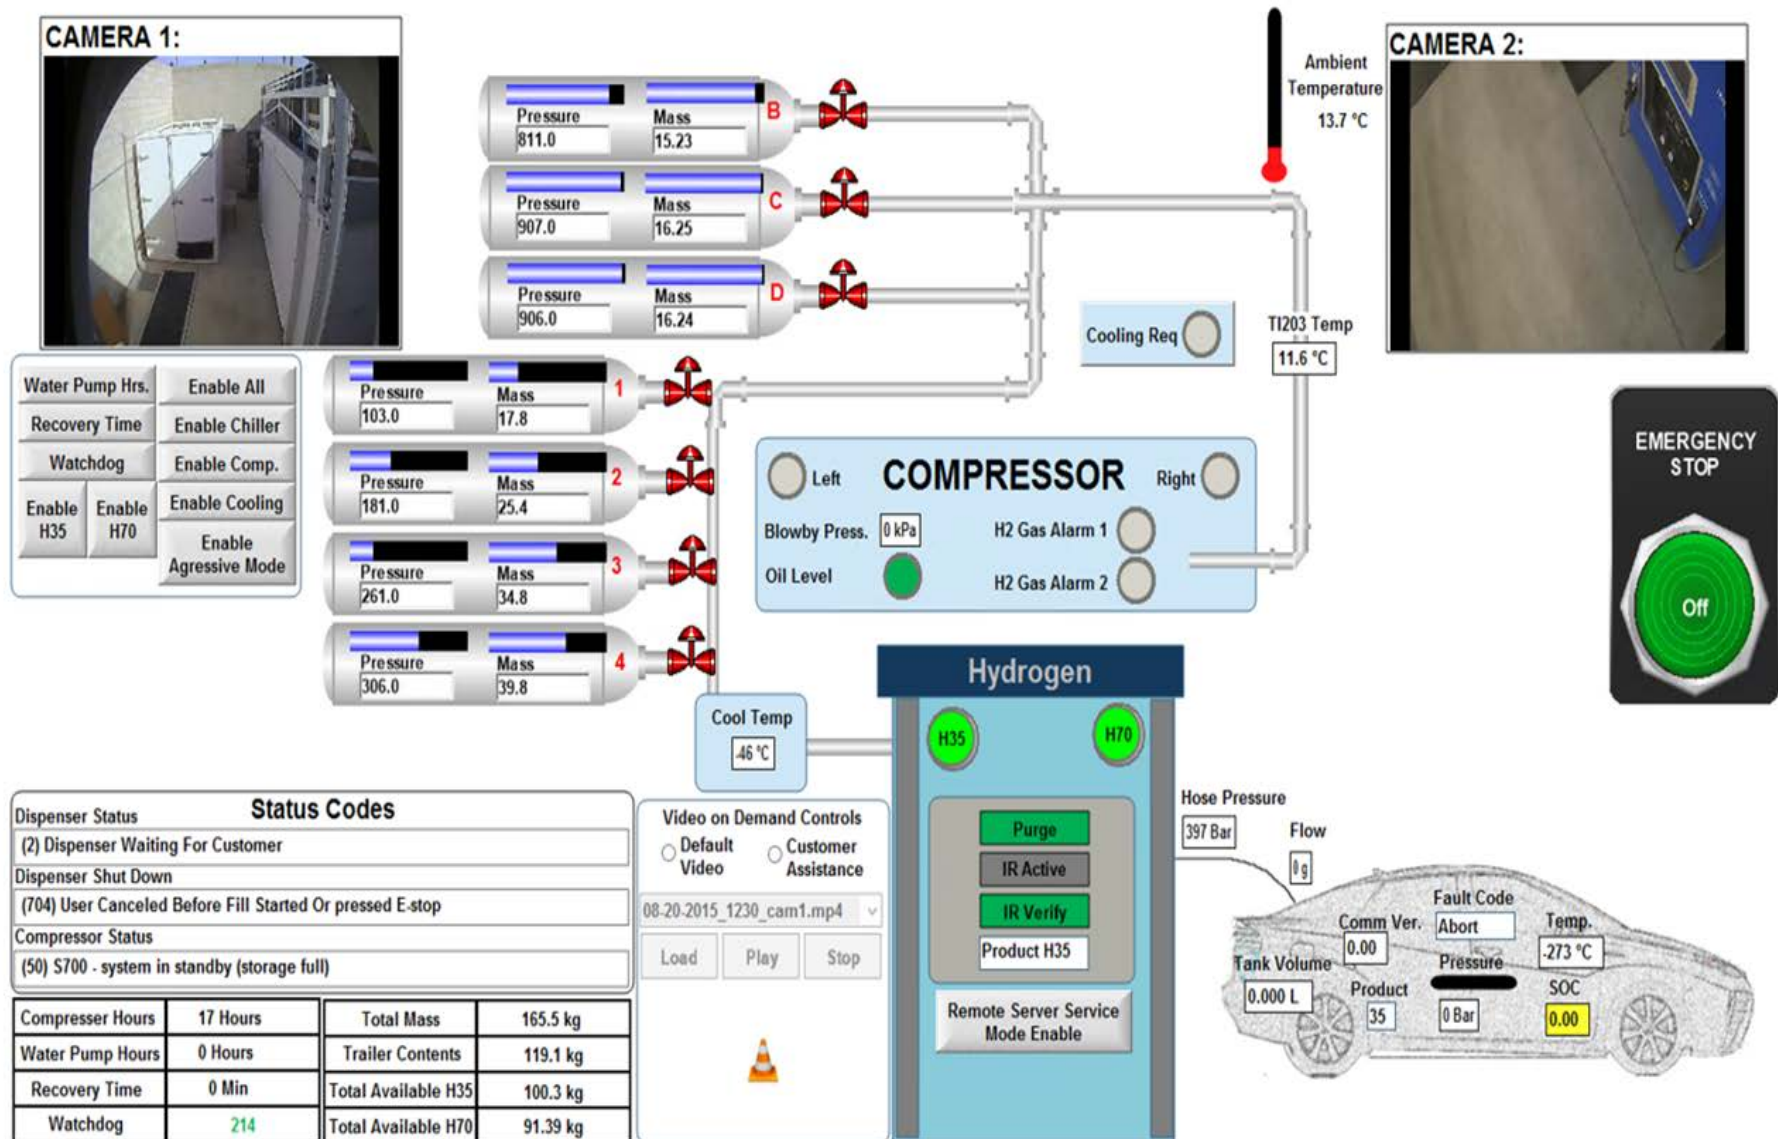 CAMERA 1:
Pressure Mass B
811.0 15.23
Pressure Mass C
907.0 16.25
Pressure Mass D
906.0 16.24
Ambient
Temperature
13.7 °C
CAMERA 2:
Cooling Req
TI203 Temp
11.6 °C
Water Pump Hrs.
Enable All
Recovery Time
Enable Chiller
Watchdog
Enable Comp.
Enable
H35
Enable
H70
Enable Cooling
Enable
Agressive Mode
Pressure Mass 1
103.0 17.8
Pressure Mass 2
181.0 25.4
Pressure Mass 3
261.0 34.8
Pressure Mass 4
306.0 39.8
Left COMPRESSOR Right
Blowby Press. 0 kPa H2 Gas Alarm 1
Oil Level H2 Gas Alarm 2
EMERGENCY
STOP
Off
Cool Temp
-46 °C
Hydrogen
H35 H70
Purge
IR Active
IR Verify
Product H35
Remote Server Service
Mode Enable
Status Codes
Dispenser Status
(2) Dispenser Waiting For Customer
Dispenser Shut Down
(704) User Canceled Before Fill Started Or pressed E-stop
Compressor Status
(50) S700 - system in standby (storage full)
Video on Demand Controls
Default
Video
Customer
Assistance
08-20-2015_1230_cam1.mp4
Load Play Stop
Hose Pressure
397 Bar
Flow
0 g
Fault Code
Abort
Comm Ver.
0.00
Temp.
-273 °C
Tank Volume
0.000 L
Pressure
0 Bar
Product
35
SOC
0.00
Compresser Hours 17 Hours Total Mass 165.5 kg
Water Pump Hours 0 Hours Trailer Contents 119.1 kg
Recovery Time 0 Min Total Available H35 100.3 kg
Watchdog 214 Total Available H70 91.39 kg